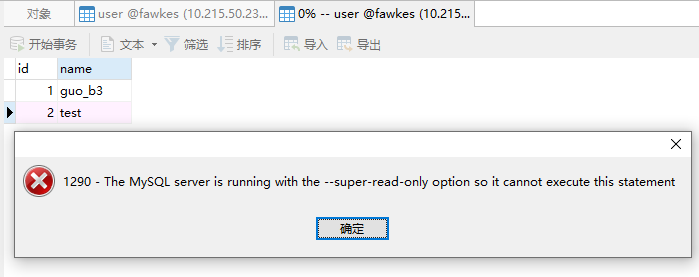 对象 user @fawkes (10.215.50.23... 0% -- user @fawkes (10.215...
开始事务 文本 筛选 排序 导入 导出
id name
1 guo_b3
2 test
1290 - The MySQL server is running with the --super-read-only option so it cannot execute this statement
确定